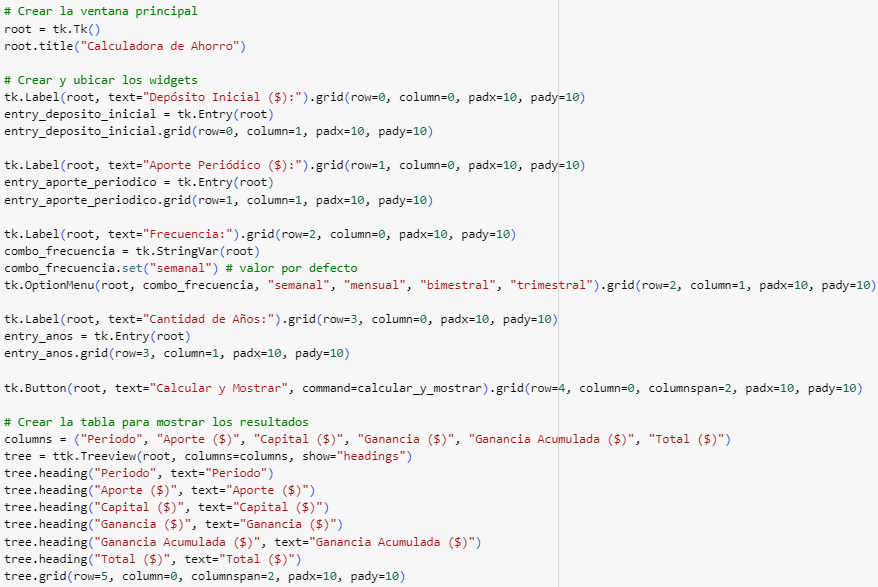 # Crear la ventana principal
root = tk.Tk()
root.title("Calculadora de Ahorro")
# Crear y ubicar los widgets
tk.Label(root, text="Depósito Inicial ($):").grid(row=0, column=0, padx=10, pady=10)
entry_deposito_inicial = tk.Entry(root)
entry_deposito_inicial.grid(row=0, column=1, padx=10, pady=10)
tk.Label(root, text="Aporte Periódico ($):").grid(row=1, column=0, padx=10, pady=10)
entry_aporte_periodico = tk.Entry(root)
entry_aporte_periodico.grid(row=1, column=1, padx=10, pady=10)
tk.Label(root, text="Frecuencia:").grid(row=2, column=0, padx=10, pady=10)
combo_frecuencia = tk.StringVar(root)
combo_frecuencia.set("semanal") # valor por defecto
tk.OptionMenu(root, combo_frecuencia, "semanal", "mensual", "bimestral", "trimestral").grid(row=2, column=1, padx=10, pady=10)
tk.Label(root, text="Cantidad de Años:").grid(row=3, column=0, padx=10, pady=10)
entry_anos = tk.Entry(root)
entry_anos.grid(row=3, column=1, padx=10, pady=10)
tk.Button(root, text="Calcular y Mostrar", command=calcular_y_mostrar).grid(row=4, column=0, columnspan=2, padx=10, pady=10)
# Crear la tabla para mostrar los resultados
columns = ("Periodo", "Aporte ($)", "Capital ($)", "Ganancia ($)", "Ganancia Acumulada ($)", "Total ($)")
tree = ttk.Treeview(root, columns=columns, show="headings")
tree.heading("Periodo", text="Periodo")
tree.heading("Aporte ($)", text="Aporte ($)")
tree.heading("Capital ($)", text="Capital ($)")
tree.heading("Ganancia ($)", text="Ganancia ($)")
tree.heading("Ganancia Acumulada ($)", text="Ganancia Acumulada ($)")
tree.heading("Total ($)", text="Total ($)")
tree.grid(row=5, column=0, columnspan=2, padx=10, pady=10)